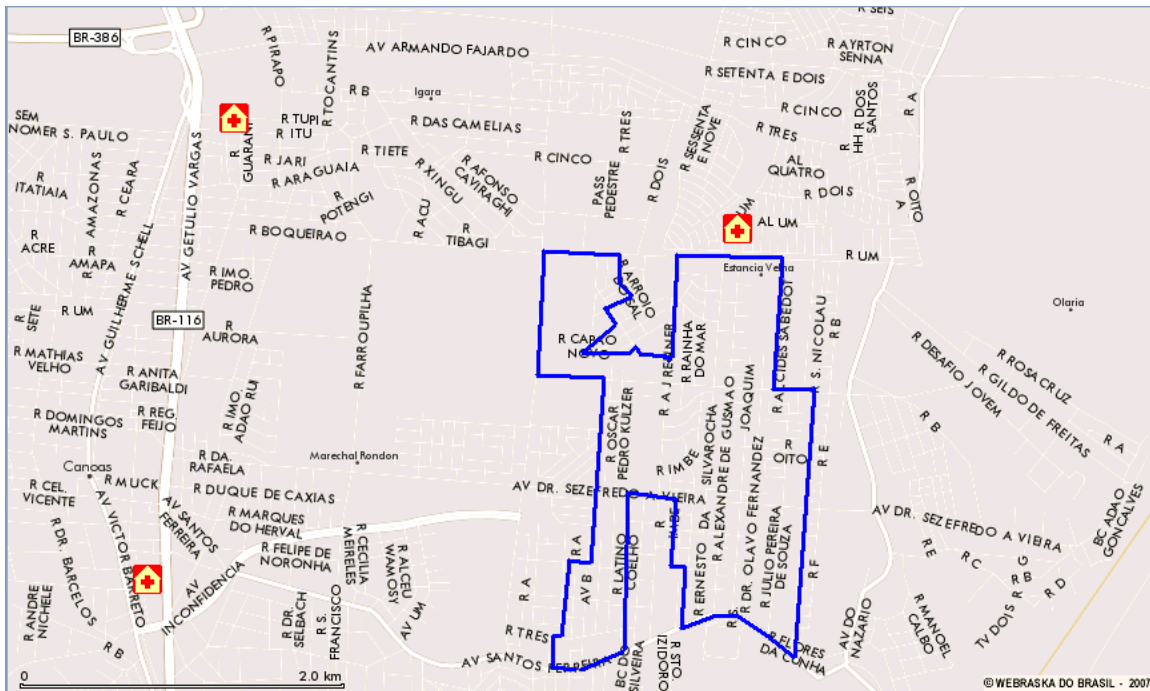 R SEIS
BR-386
R PIRAPO
R TOCANTINS
AV ARMANDO FAJARDO
R CINCO
R AYRTON
SENNA
R SETENTA E DOIS
R B
Igara
R CINCO
HH R DOS
SANTOS
R A
SEM
NOMER S. PAULO
R TUPI
R ITU
R DAS CAMELIAS
R TRES
R SESSENTA
E NOVE
R TRES
R
GUARANI
R JARI
R TIETE
R CINCO
AL
QUATRO
R
ITATIAIA
AMAZONAS
R CEARA
R ARAGUAIA
R XINGU
R AFONSO
CAVIRAGHI
PASS
PEDESTRE
R DOIS
R DOIS
R OITO
A
R
POTENGI
AV GETULIO VARGAS
UM
AL UM
R
ACRE
R
AMAPA
R
R BOQUEIRAO
R ACU
R
TIBAGI
R UM
AV GUILHERME SCHELL
R IMO.
PEDRO
R ARROIO
DO SAL
Estancia Velha
Olaria
R
SETE
R UM
BR-116
R
AURORA
R FARROUPILHA
R CAPAO
NOVO
R A J RENNER
R RAINHA
DO MAR
R ALCIDES SABEDOT
R S. NICOLAU
R B
R MATHIAS
VELHO
R ANITA
GARIBALDI
R DESAFIO JOVEM
R ROSA CRUZ
R GILDO DE FREITAS
R DOMINGOS
MARTINS
R REG.
FEIJO
R IMO.
ADAO RUI
R OSCAR
PEDRO KULZER
R B
R A
Canoas
R DA.
RAFAELA
Marechal Rondon
R IMBE
SILVAROCHA
R ALEXANDRE DE GUSMAO
JOAQUIM
R
OITO
R E
R CEL.
VICENTE
R MUCK
R DUQUE DE CAXIAS
AV DR. SEZEFREDO A VIEIRA
AV DR. SEZEFREDO A VIEIRA
BC ADAO
GONCALVES
R DR. BARCELOS
AV VICTOR BARRETO
AV SANTOS
FERREIRA
R MARQUES
DO HERVAL
R FELIPE DE
NORONHA
R CECILIA
MEIRELES
R ALCEU
WAMOSY
R
IMBE
R ERNESTO DA
R DR. OLAVO FERNANDEZ
R JULIO PEREIRA
DE SOUZA
R F
R E
R C
R B
R G
R D
R ANDRE
NICHELE
AV
INCONFIDENCIA
R DR.
SELBACH
R S.
FRANCISCO
AV UM
R A
AV B
R A
R LATINO
COELHO
R S.
AV DO
NAZARIO
R MANOEL
CALBO
TV DOIS
R B
R TRES
AV SANTOS FERREIRA
BC DO
SILVEIRA
R STO.
IZIDORO
R FLORES
DA CUNHA
0
2.0 km
© WEBRASKA DO BRASIL - 2007